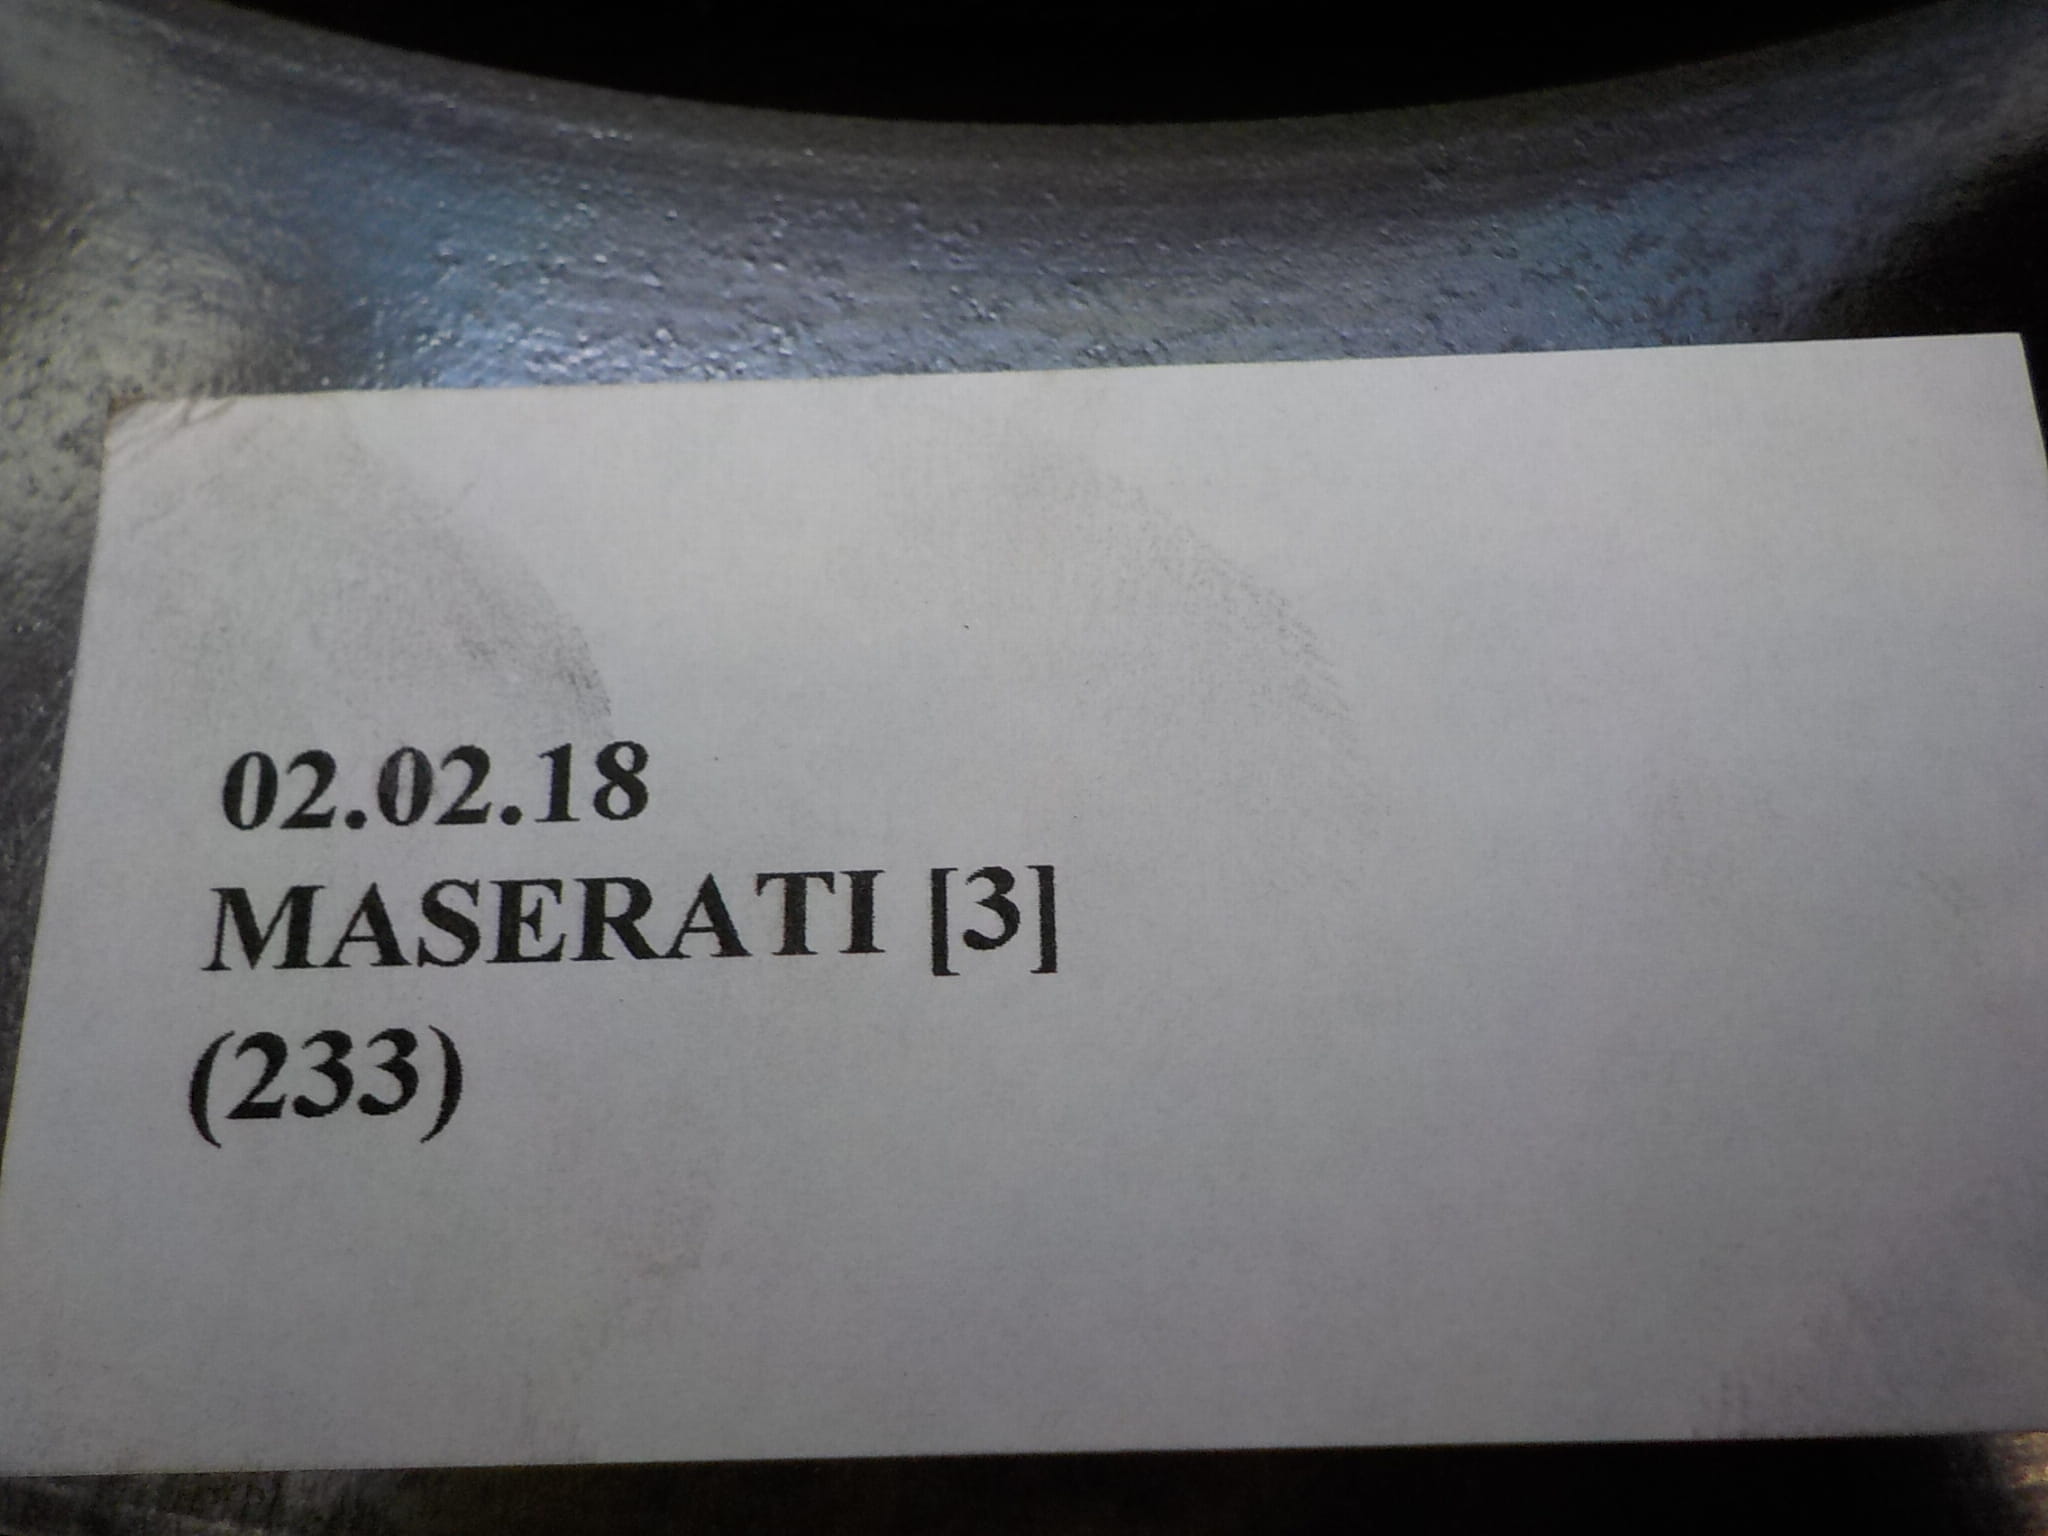 02.02.18
MASERATI [3]
(233)